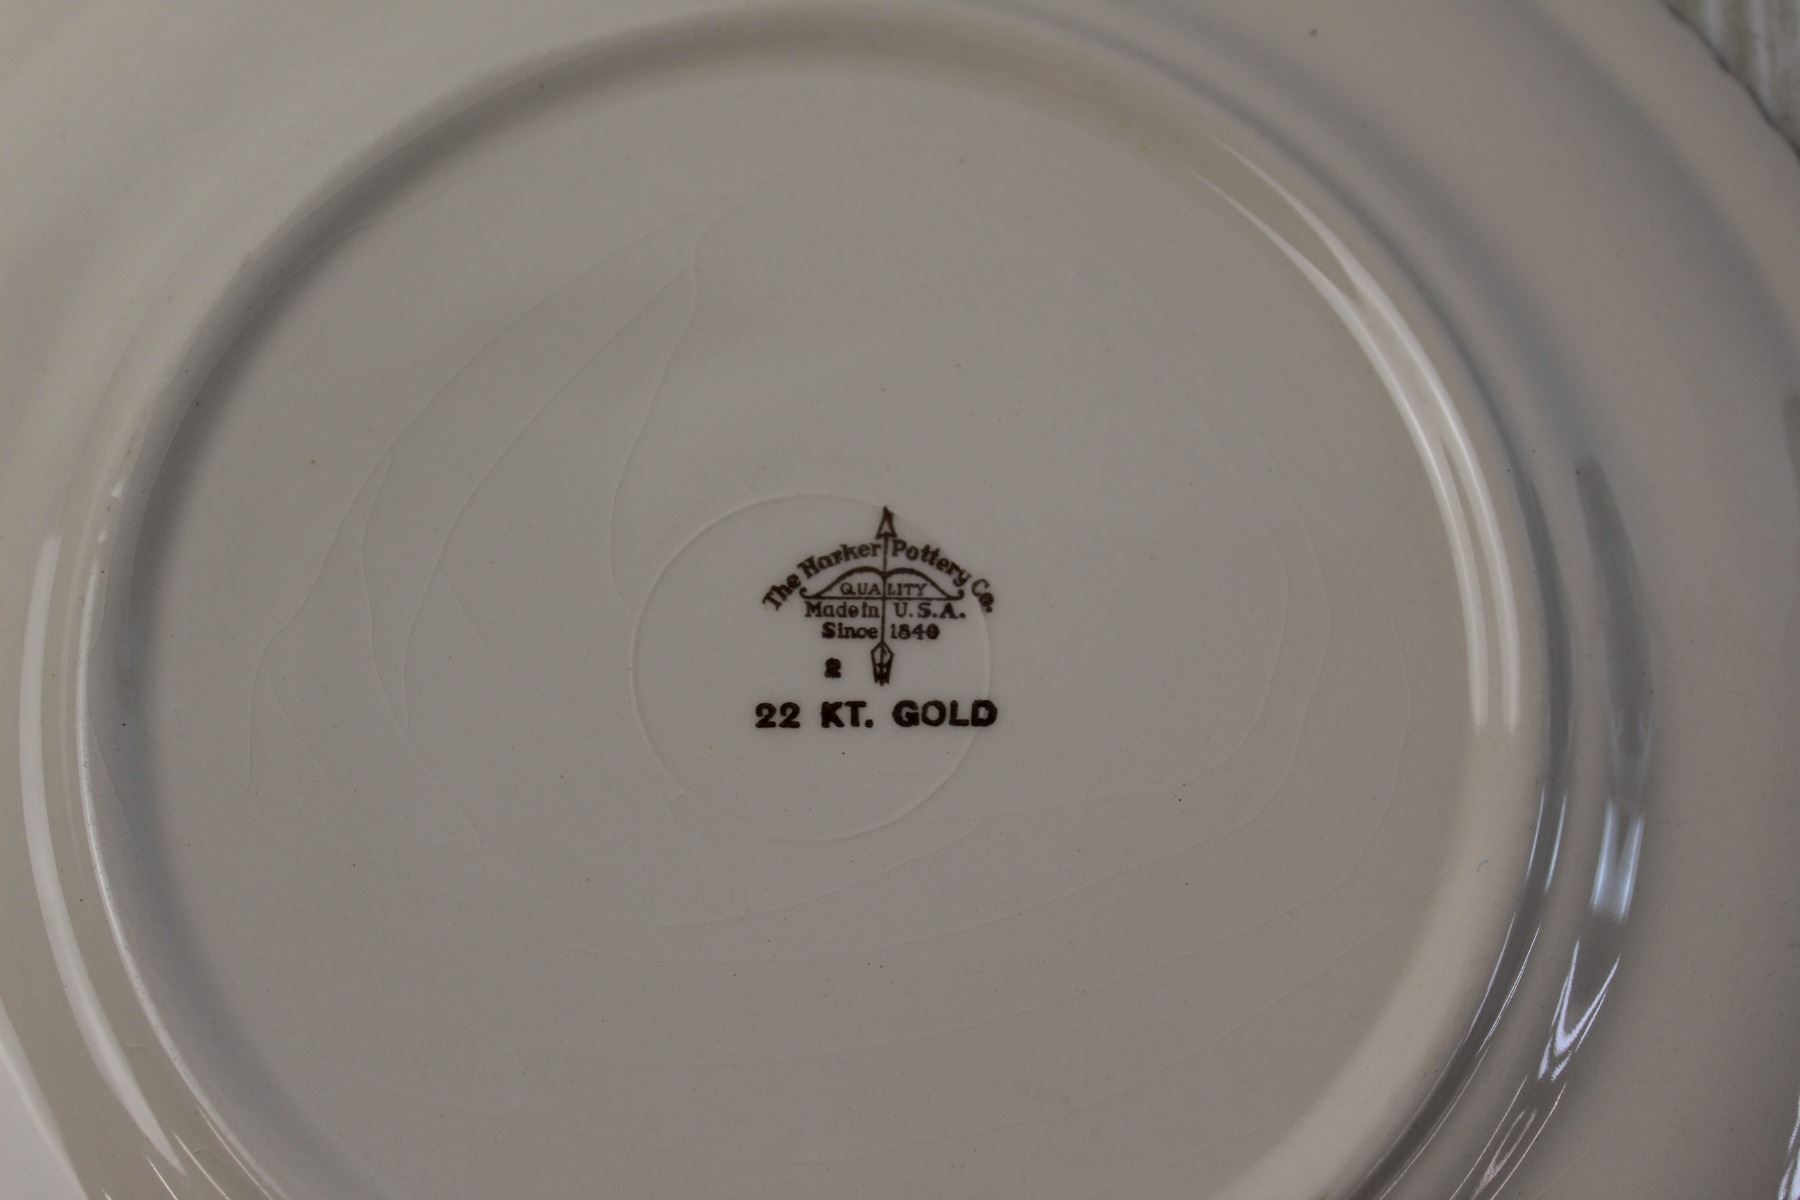 The Harker Pottery Co.
QUALITY
Made in U.S.A.
Since 1840
2
22 KT. GOLD